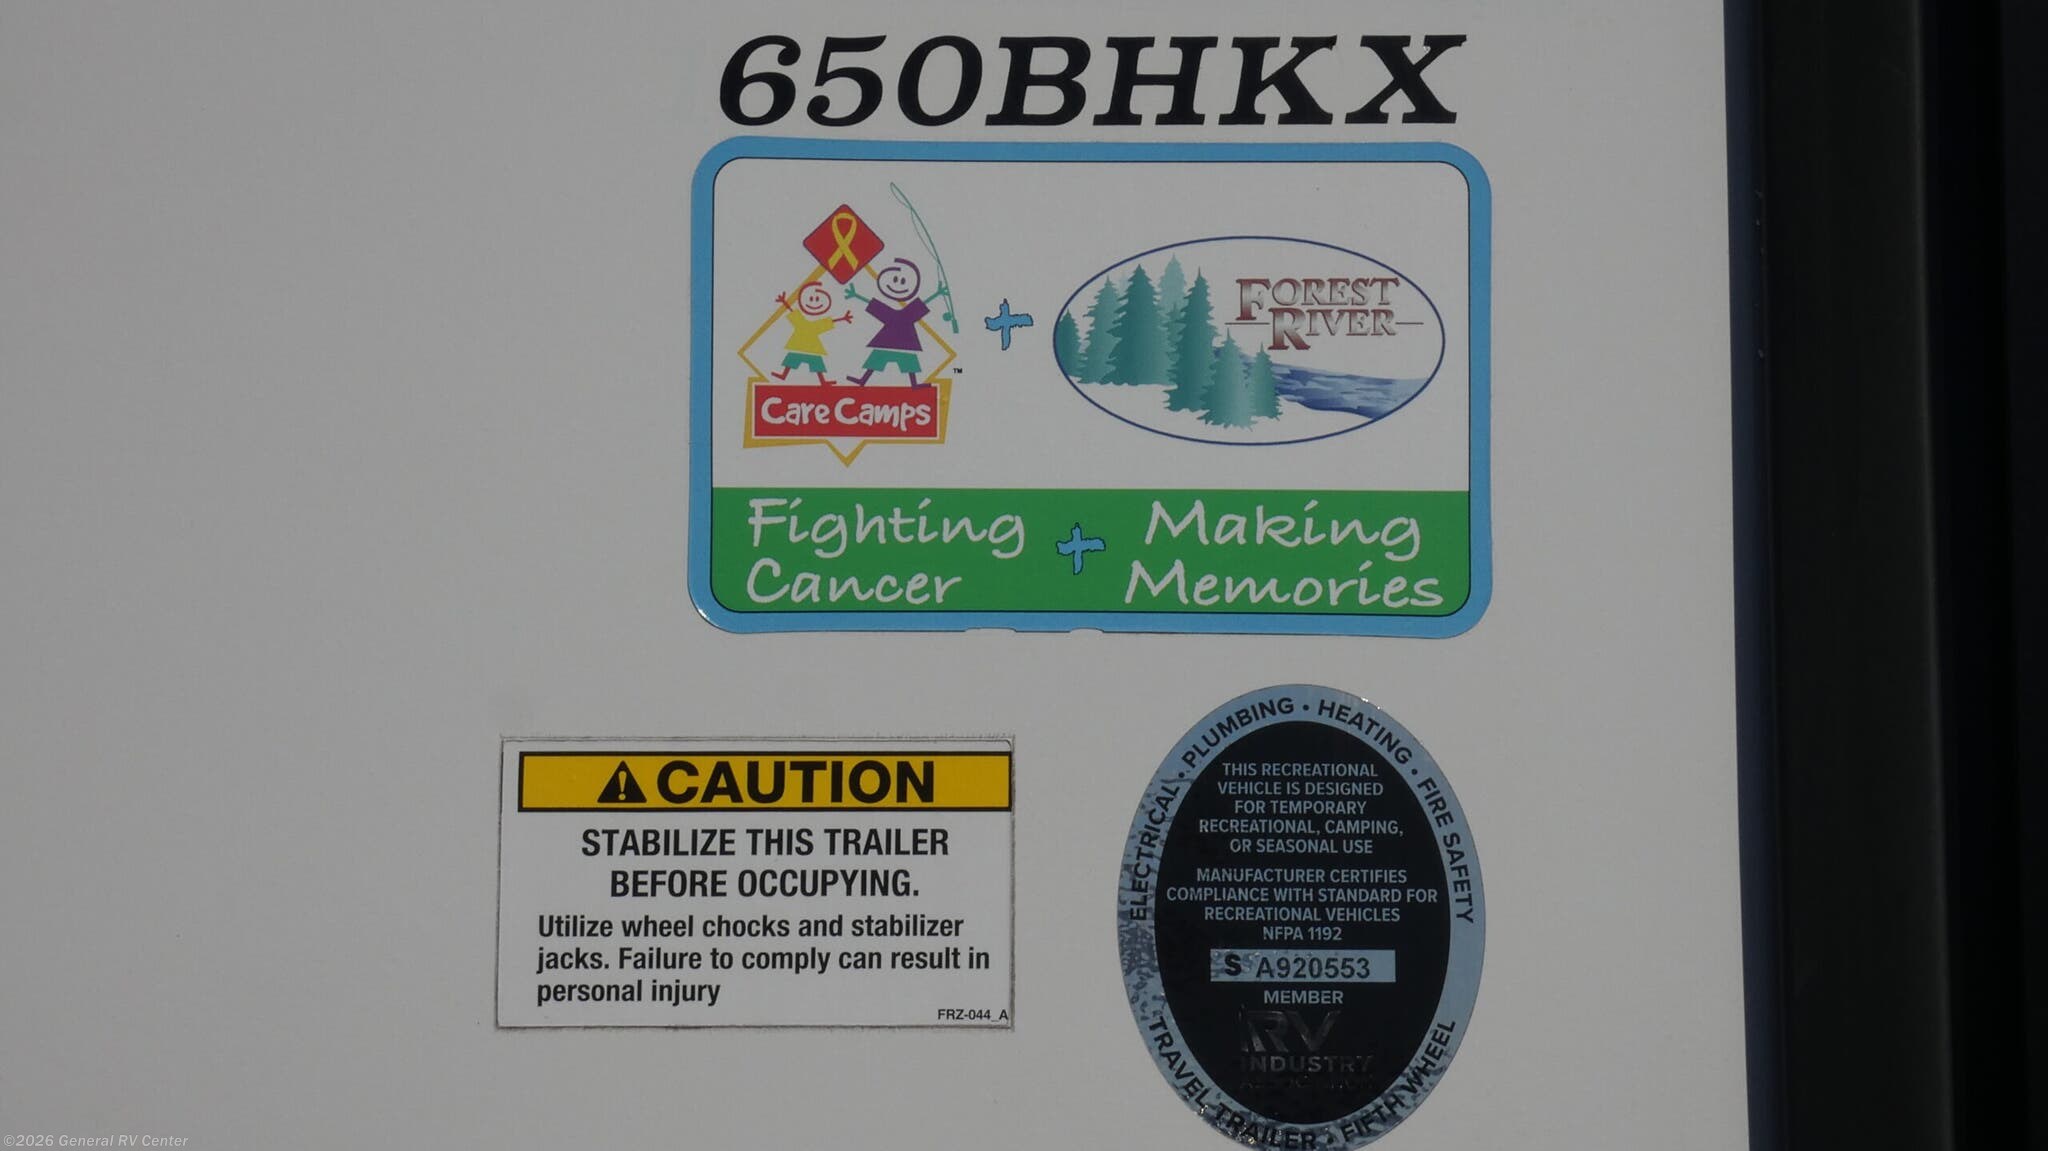 650BHKX
Care Camps
™
FOREST
RIVER
Fighting
Cancer
+
Making
Memories
CAUTION
STABILIZE THIS TRAILER
BEFORE OCCUPYING.
Utilize wheel chocks and stabilizer
jacks. Failure to comply can result in
personal injury
FRZ-044_A
ELECTRICAL • PLUMBING • HEATING • FIRE SAFETY
THIS RECREATIONAL
VEHICLE IS DESIGNED
FOR TEMPORARY
RECREATIONAL, CAMPING,
OR SEASONAL USE
MANUFACTURER CERTIFIES
COMPLIANCE WITH STANDARD FOR
RECREATIONAL VEHICLES
NFPA 1192
S A920553
MEMBER
RV
INDUSTRY
ASSOCIATION
TRAVEL TRAILER • FIFTH WHEEL
©2026 General RV Center